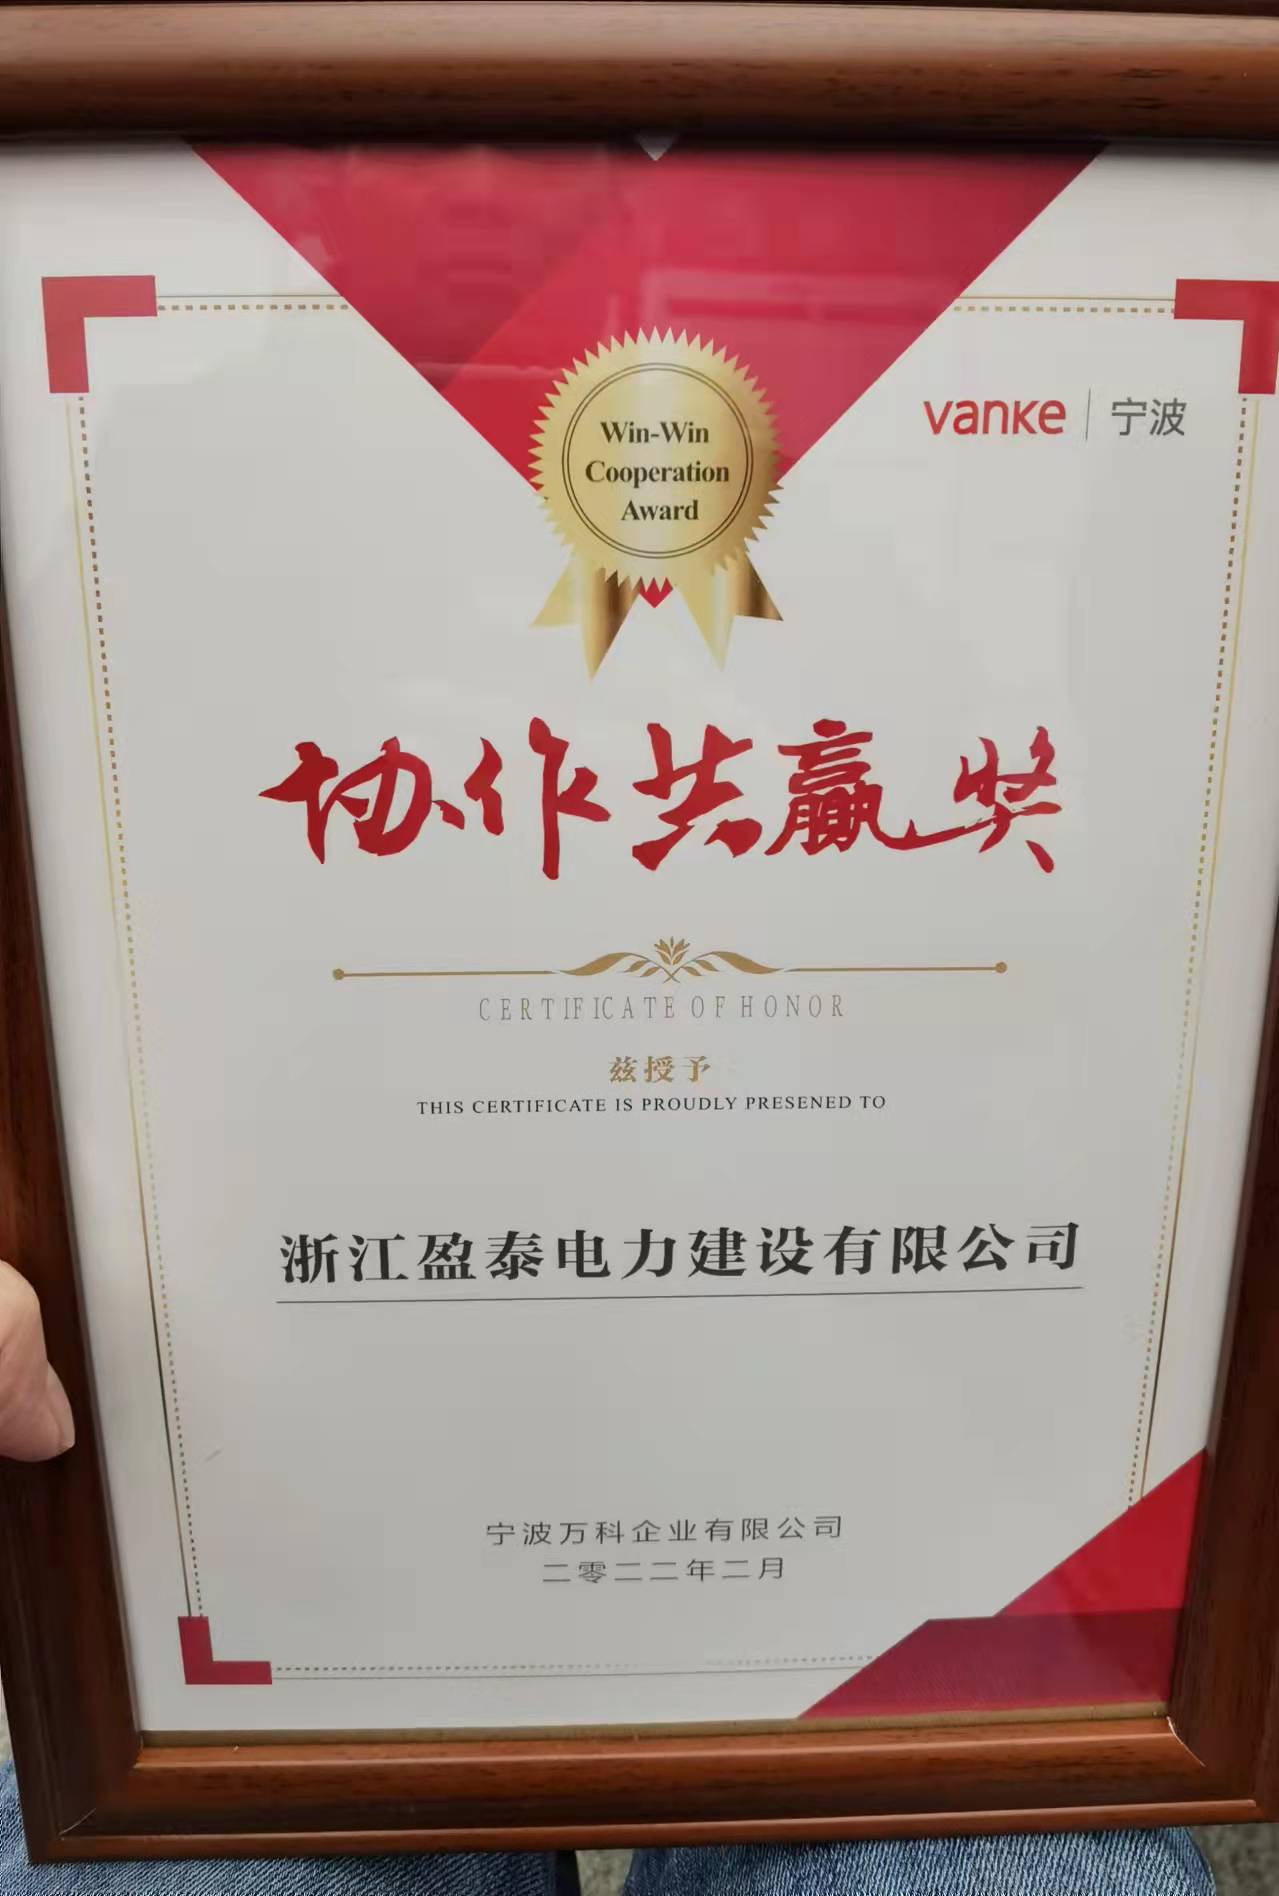 vanke | 宁波
Win-Win
Cooperation
Award
协作共赢奖
CERTIFICATE OF HONOR
兹授予
THIS CERTIFICATE IS PROUDLY PRESENED TO
浙江盈泰电力建设有限公司
宁波万科企业有限公司
二零二二年二月